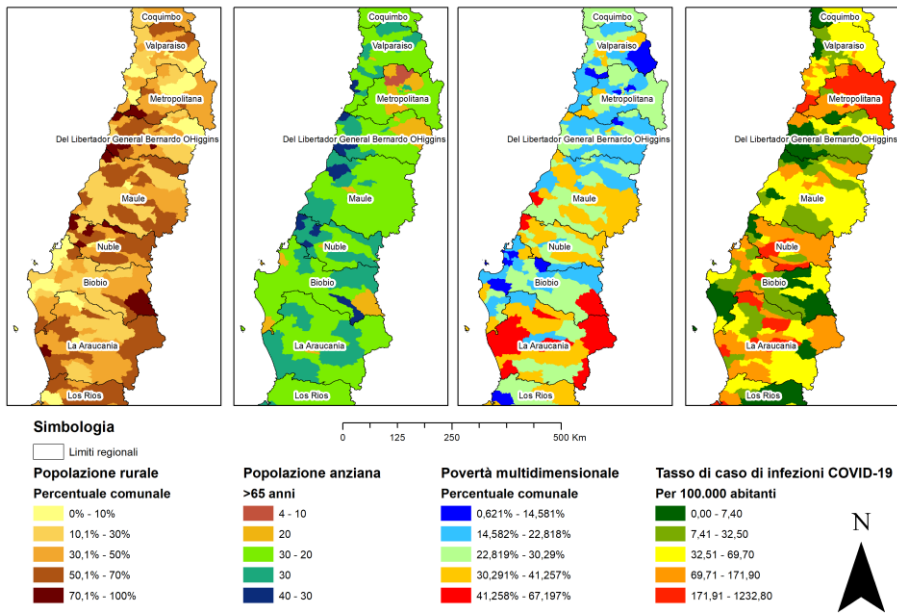 Coquimbo
Valparaiso
Metropolitana
Del Libertador General Bernardo OHiggins
Maule
Nuble
Biobio
La Araucania
Los Rios
Coquimbo
Valparaiso
Metropolitana
Del Libertador General Bernardo OHiggins
Maule
Nuble
Biobio
La Araucania
Los Rios
Coquimbo
Valparaiso
Metropolitana
Del Libertador General Bernardo OHiggins
Maule
Nuble
Biobio
La Araucania
Los Rios
Coquimbo
Valparaiso
Metropolitana
Del Libertador General Bernardo OHiggins
Maule
Nuble
Biobio
La Araucania
Los Rios
0 125 250 500 Km
Simbologia
Limiti regionali
Popolazione rurale
Percentuale comunale
0% - 10%
10,1% - 30%
30,1% - 50%
50,1% - 70%
70,1% - 100%
Popolazione anziana
>65 anni
4 - 10
20
30 - 20
30
40 - 30
Povertà multidimensionale
Percentuale comunale
0,621% - 14,581%
14,582% - 22,818%
22,819% - 30,29%
30,291% - 41,257%
41,258% - 67,197%
Tasso di caso di infezioni COVID-19
Per 100.000 abitanti
0,00 - 7,40
7,41 - 32,50
32,51 - 69,70
69,71 - 171,90
171,91 - 1232,80
N